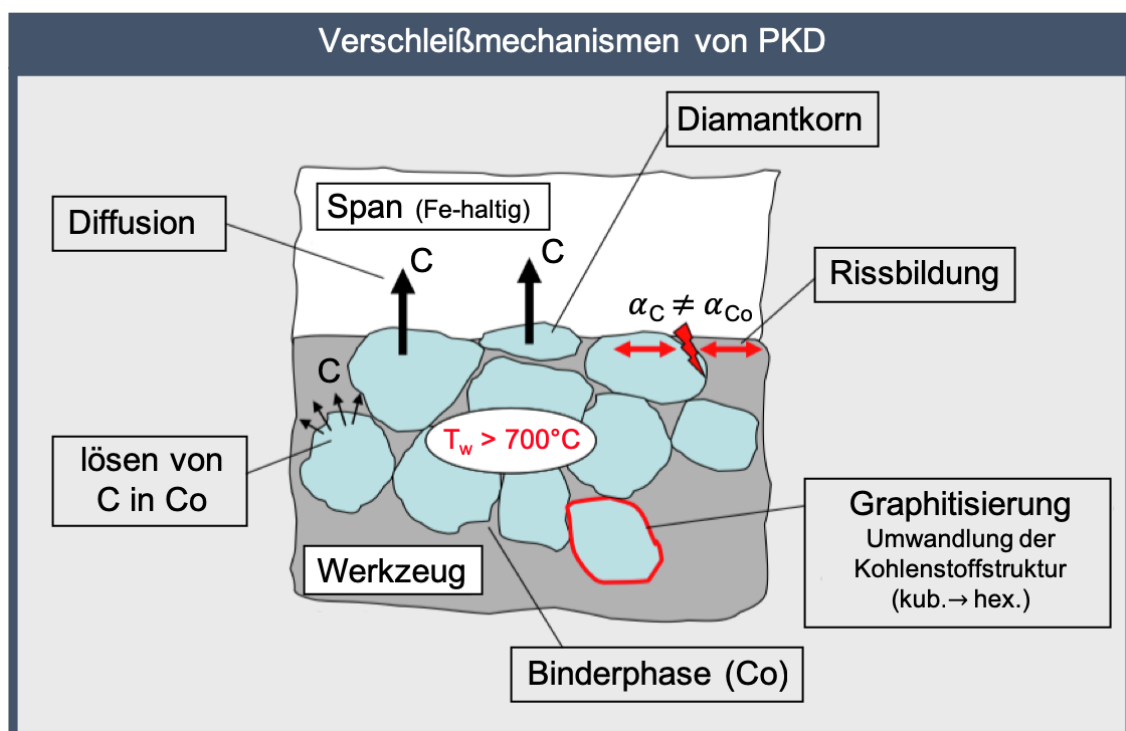 Verschleißmechanismen von PKD
Diamantkorn
Diffusion
Span (Fe-haltig)
C
C
Rissbildung
α_C ≠ α_Co
C
T_w > 700°C
lösen von
C in Co
Graphitisierung
Umwandlung der
Kohlenstoffstruktur
(kub.→ hex.)
Werkzeug
Binderphase (Co)